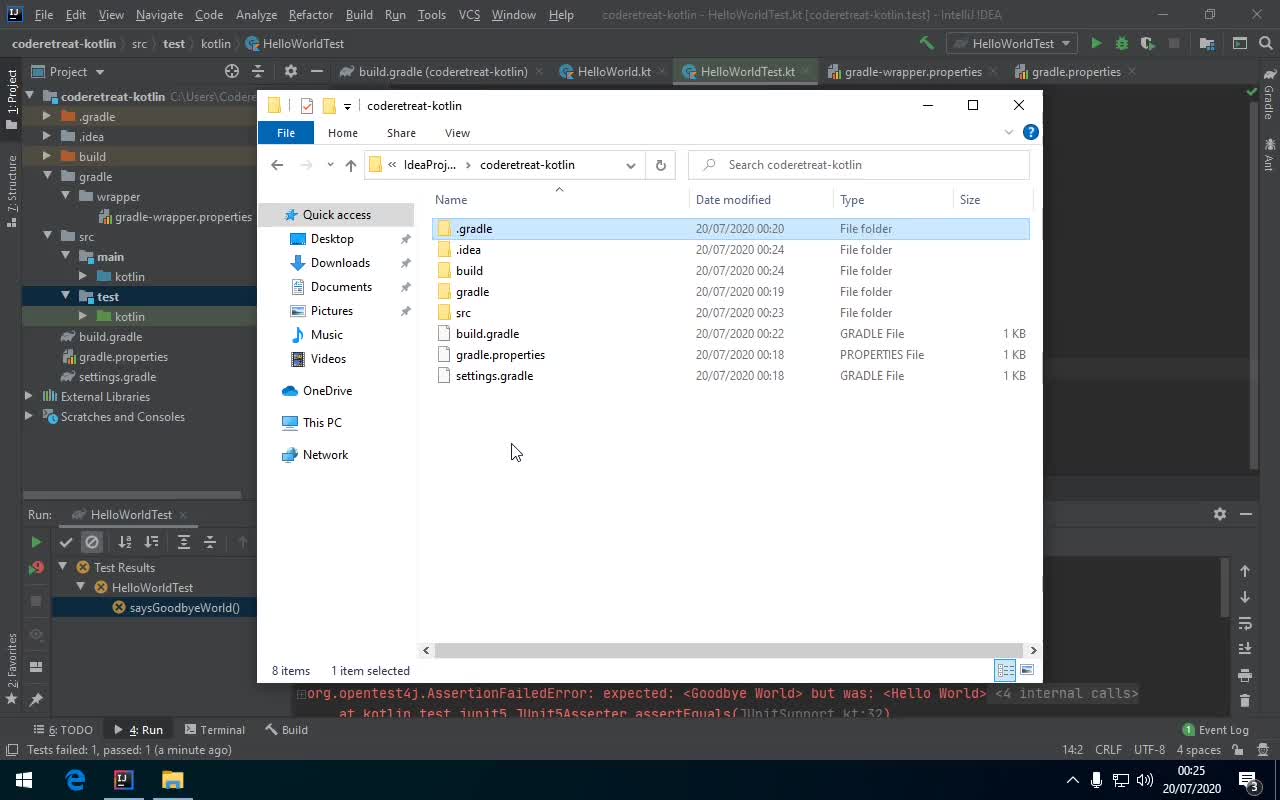 File Edit View Navigate Code Analyze Refactor Build Run Tools VCS Window Help coderetreat-kotlin - HelloWorldTest.kt [coderetreat-kotlin.test] - IntelliJ IDEA
coderetreat-kotlin src test kotlin HelloWorldTest HelloWorldTest
Project build.gradle (coderetreat-kotlin) HelloWorld.kt HelloWorldTest.kt gradle-wrapper.properties gradle.properties
1: Project
7: Structure
2: Favorites
Gradle
Ant
coderetreat-kotlin C:\Users\Codere
.gradle
.idea
build
gradle
wrapper
gradle-wrapper.properties
src
main
kotlin
test
kotlin
build.gradle
gradle.properties
settings.gradle
External Libraries
Scratches and Consoles
coderetreat-kotlin
File Home Share View
« IdeaProj... › coderetreat-kotlin Search coderetreat-kotlin
Name Date modified Type Size
Quick access
Desktop
Downloads
Documents
Pictures
Music
Videos
OneDrive
This PC
Network
.gradle 20/07/2020 00:20 File folder
.idea 20/07/2020 00:24 File folder
build 20/07/2020 00:24 File folder
gradle 20/07/2020 00:19 File folder
src 20/07/2020 00:23 File folder
build.gradle 20/07/2020 00:22 GRADLE File 1 KB
gradle.properties 20/07/2020 00:18 PROPERTIES File 1 KB
settings.gradle 20/07/2020 00:18 GRADLE File 1 KB
8 items 1 item selected
Run: HelloWorldTest
Test Results
HelloWorldTest
saysGoodbyeWorld()
org.opentest4j.AssertionFailedError: expected: <Goodbye World> but was: <Hello World> <4 internal calls>
at kotlin.test.junit5.JUnit5Asserter.assertEquals(JUnitSupport.kt:32)
6: TODO 4: Run Terminal Build 1 Event Log
Tests failed: 1, passed: 1 (a minute ago) 14:2 CRLF UTF-8 4 spaces
00:25
20/07/2020
3